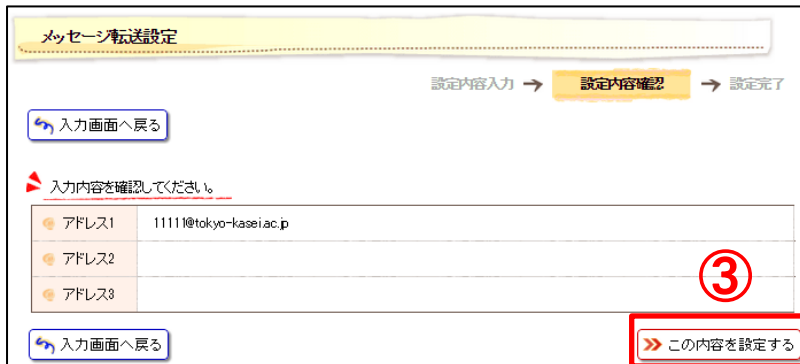 メッセージ転送設定
設定内容入力 → 設定内容確認 → 設定完了
入力画面へ戻る
入力内容を確認してください。
アドレス1 11111@tokyo-kasei.ac.jp
アドレス2
アドレス3
③
入力画面へ戻る
この内容を設定する